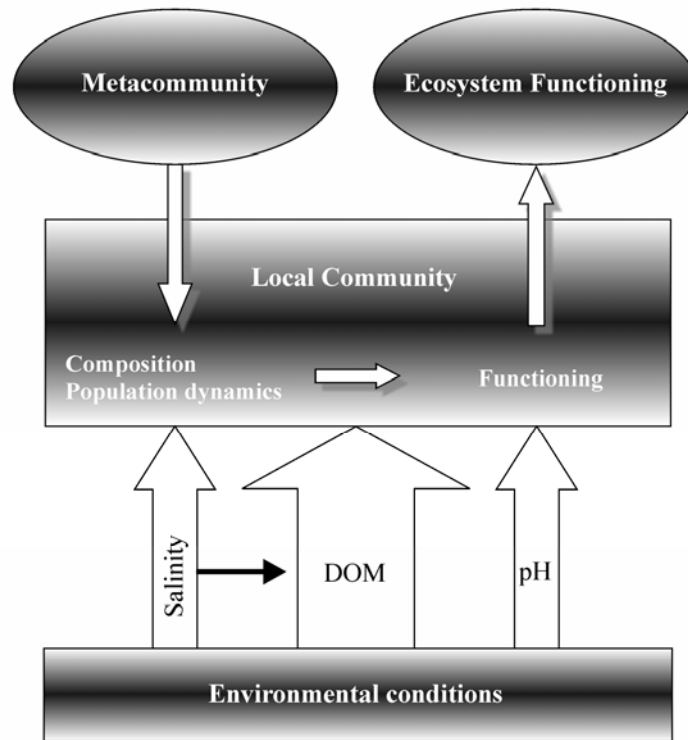 Metacommunity
Ecosystem Functioning
Local Community
Composition
Population dynamics
Functioning
Salinity
DOM
pH
Environmental conditions